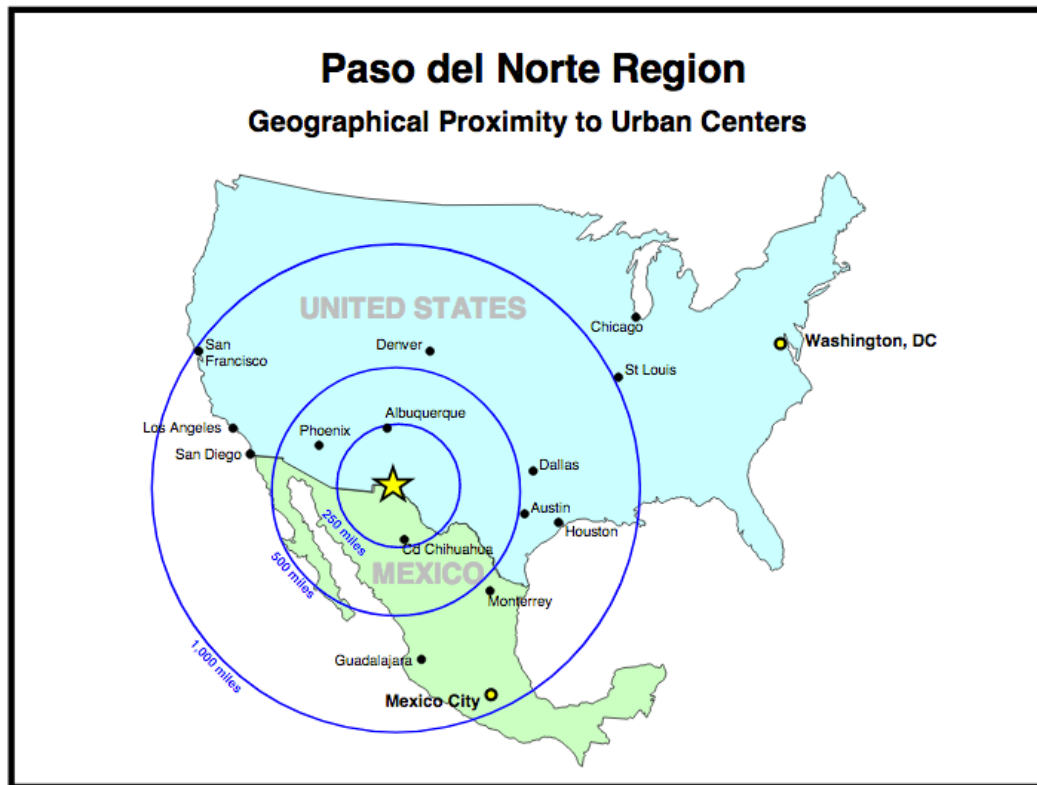 Paso del Norte Region
Geographical Proximity to Urban Centers
UNITED STATES
Chicago
Washington, DC
San
Francisco
Denver
St Louis
Albuquerque
Los Angeles
Phoenix
San Diego
Dallas
Austin
Houston
250 miles
Cd Chihuahua
500 miles
MEXICO
Monterrey
1,000 miles
Guadalajara
Mexico City